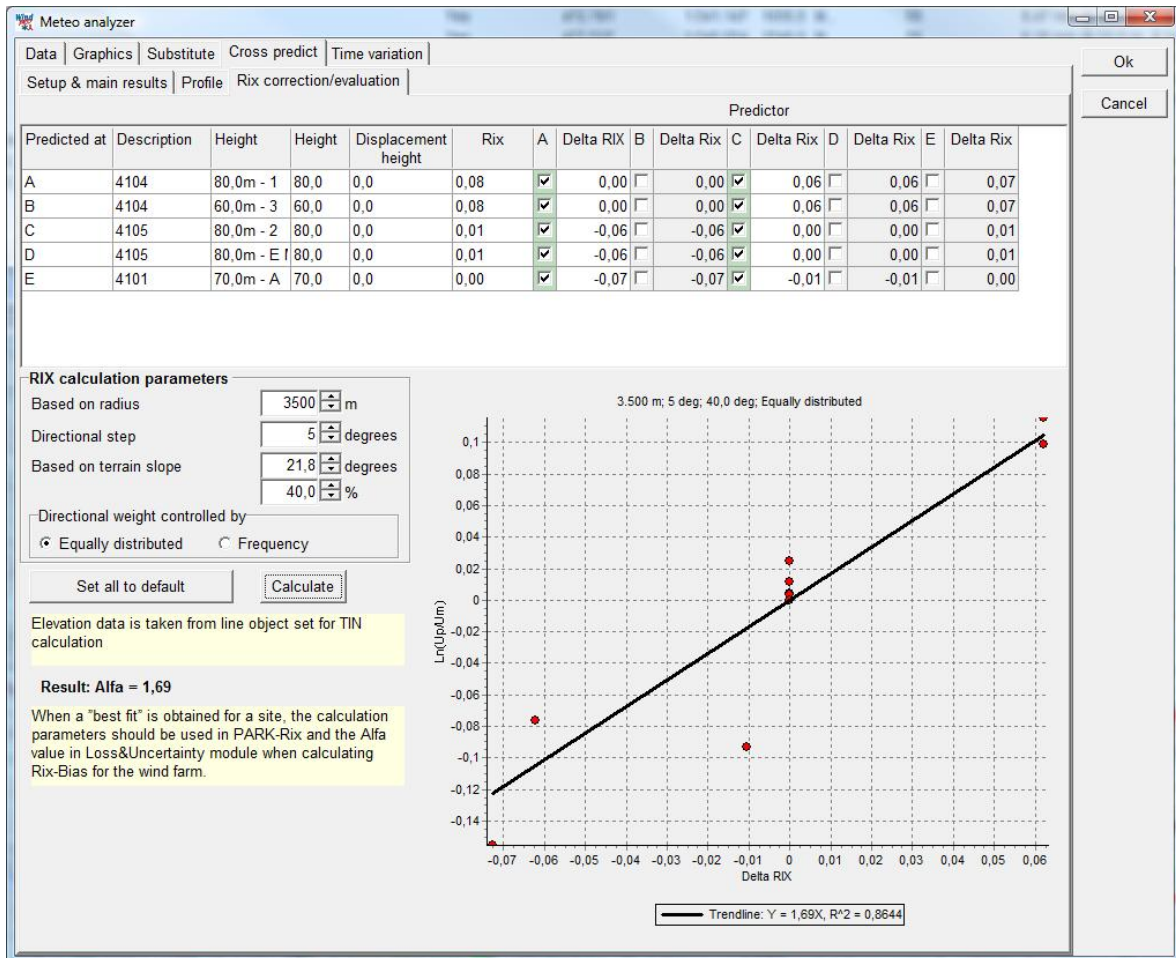 Meteo analyzer
Data Graphics Substitute Cross predict Time variation
Ok
Setup & main results Profile Rix correction/evaluation
Cancel
Predictor
Predicted at Description Height Height Displacement height Rix A Delta RIX B Delta Rix C Delta Rix D Delta Rix E Delta Rix
A 4104 80,0m - 1 80,0 0,0 0,08 0,00 0,00 0,06 0,06 0,07
B 4104 60,0m - 3 60,0 0,0 0,08 0,00 0,00 0,06 0,06 0,07
C 4105 80,0m - 2 80,0 0,0 0,01 -0,06 -0,06 0,00 0,00 0,01
D 4105 80,0m - E 80,0 0,0 0,01 -0,06 -0,06 0,00 0,00 0,01
E 4101 70,0m - A 70,0 0,0 0,00 -0,07 -0,07 -0,01 -0,01 0,00
RIX calculation parameters
Based on radius 3500 m
Directional step 5 degrees
Based on terrain slope 21,8 degrees
40,0 %
Directional weight controlled by
Equally distributed Frequency
Set all to default Calculate
Elevation data is taken from line object set for TIN
calculation
Result: Alfa = 1,69
When a "best fit" is obtained for a site, the calculation
parameters should be used in PARK-Rix and the Alfa
value in Loss&Uncertainty module when calculating
Rix-Bias for the wind farm.
3.500 m; 5 deg; 40,0 deg; Equally distributed
Ln(Up/Um)
0,1
0,08
0,06
0,04
0,02
0
-0,02
-0,04
-0,06
-0,08
-0,1
-0,12
-0,14
-0,07 -0,06 -0,05 -0,04 -0,03 -0,02 -0,01 0 0,01 0,02 0,03 0,04 0,05 0,06
Delta RIX
Trendline: Y = 1,69X, R^2 = 0,8644